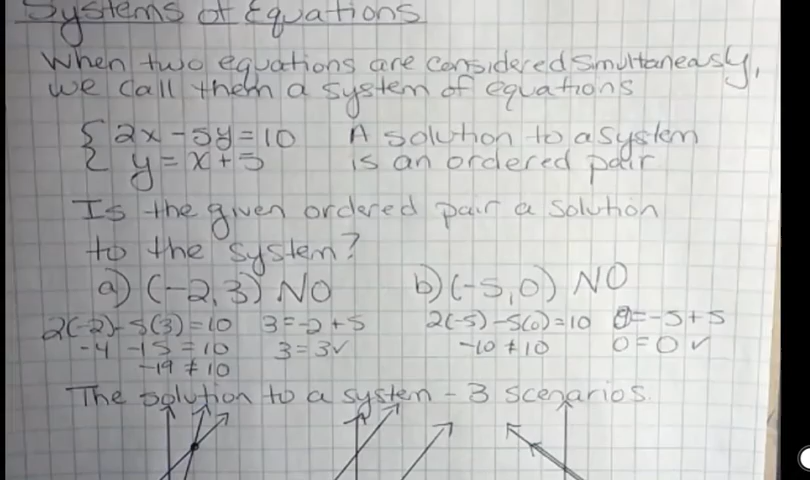 Systems of Equations
When two equations are considered Smultaneasly,
we call them a system of equations
{ 2x - 5y = 10 A solution to a system
y = x + 5 is an ordered pair
Is the given ordered pair a solution
to the system?
a) (-2, 3) NO b) (-5, 0) NO
2(-2) - 5(3) = 10 3 = -2 + 5 2(-5) - 5(0) = 10 0 = -5 + 5
-4 -15 = 10 3 = 3 ✓ -10 ≠ 10 0 = 0 ✓
-19 ≠ 10
The solution to a system - 3 scenarios.